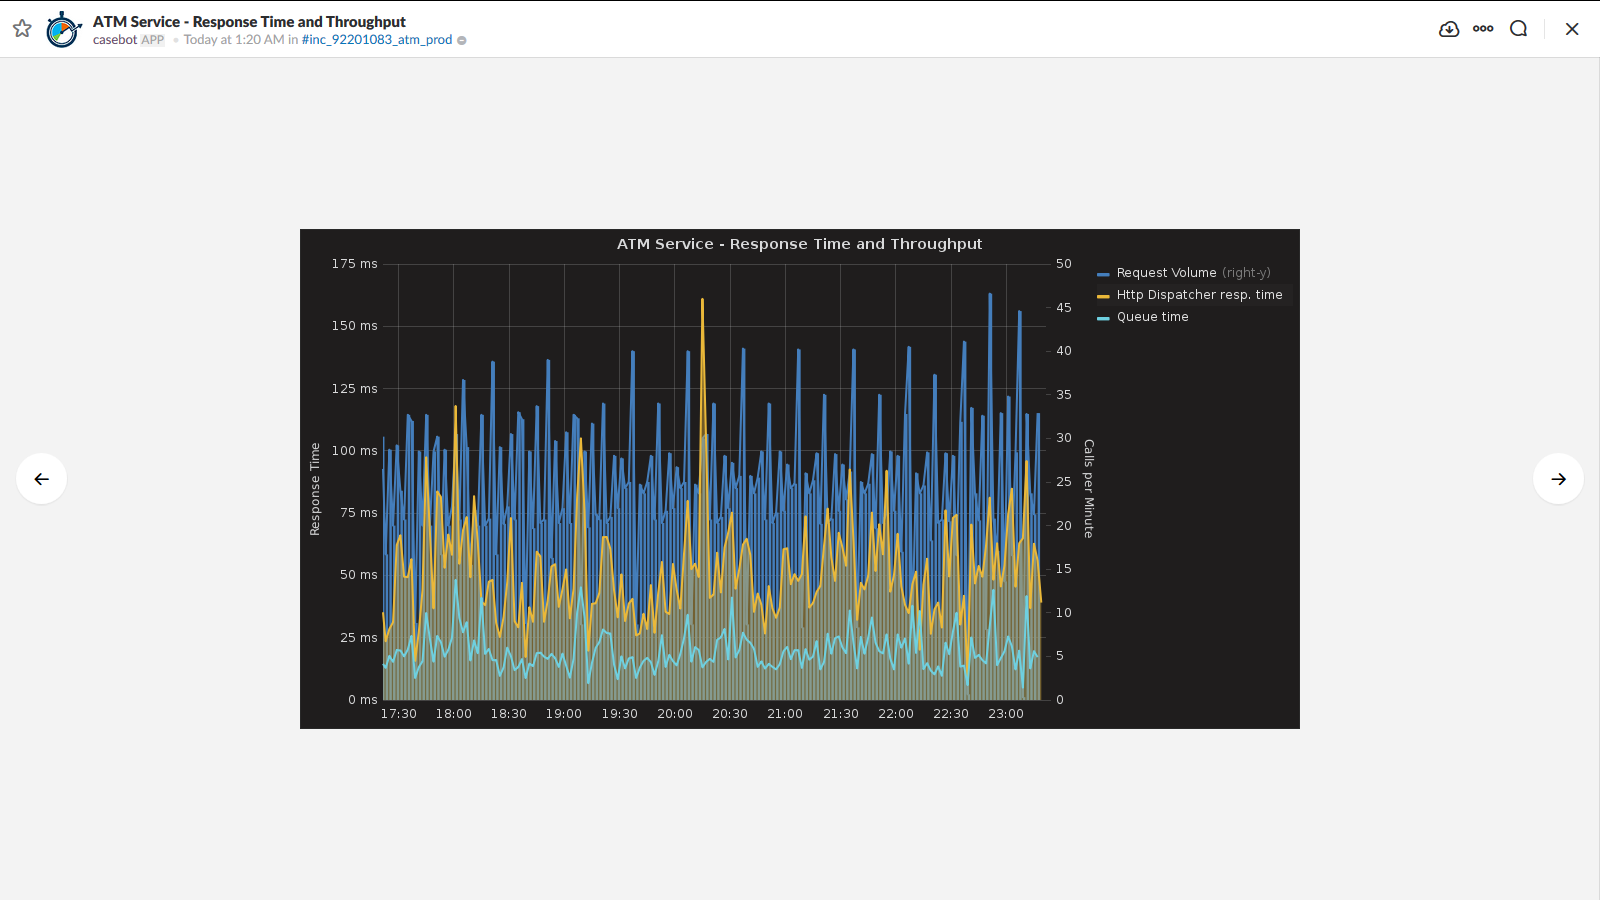 ATM Service - Response Time and Throughput
casebot APP • Today at 1:20 AM in #inc_92201083_atm_prod
ATM Service - Response Time and Throughput
175 ms
150 ms
125 ms
100 ms
75 ms
50 ms
25 ms
0 ms
Response Time
17:30 18:00 18:30 19:00 19:30 20:00 20:30 21:00 21:30 22:00 22:30 23:00
50
45
40
35
30
25
20
15
10
5
0
Calls per Minute
Request Volume (right-y)
Http Dispatcher resp. time
Queue time